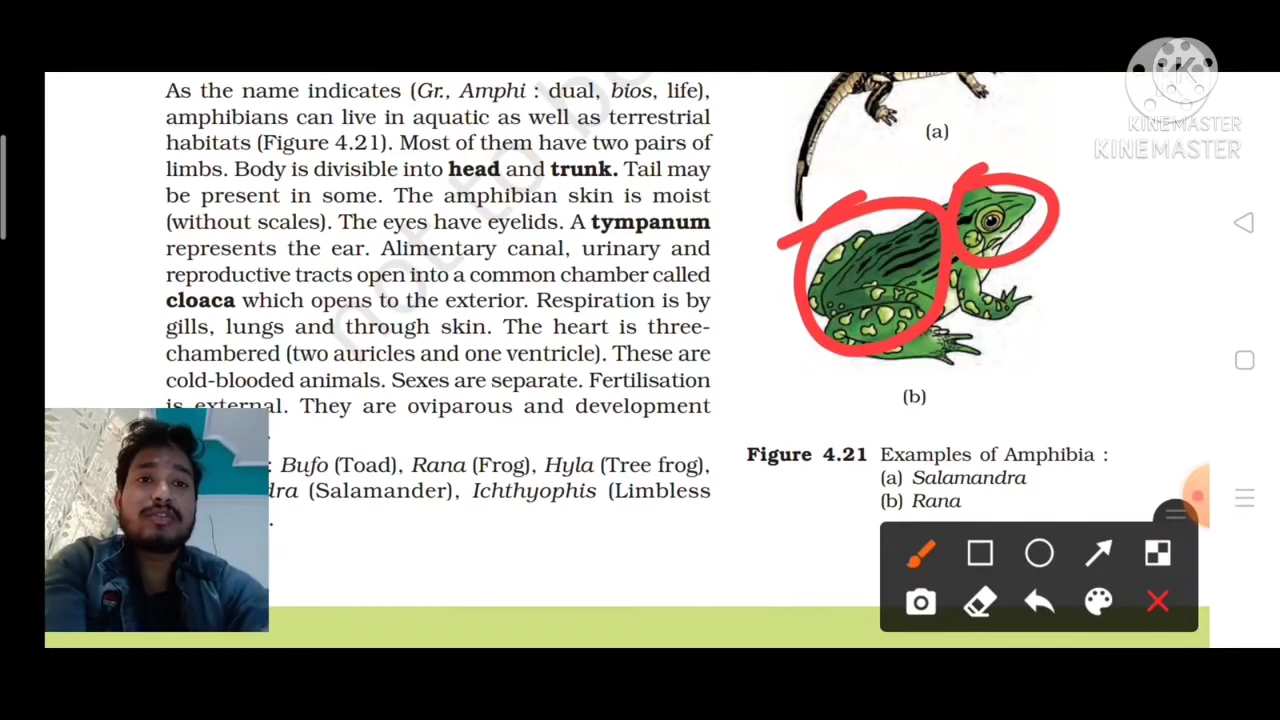 As the name indicates (Gr., Amphi : dual, bios, life),
amphibians can live in aquatic as well as terrestrial
habitats (Figure 4.21). Most of them have two pairs of
limbs. Body is divisible into head and trunk. Tail may
be present in some. The amphibian skin is moist
(without scales). The eyes have eyelids. A tympanum
represents the ear. Alimentary canal, urinary and
reproductive tracts open into a common chamber called
cloaca which opens to the exterior. Respiration is by
gills, lungs and through skin. The heart is three-
chambered (two auricles and one ventricle). These are
cold-blooded animals. Sexes are separate. Fertilisation
is external. They are oviparous and development
: Bufo (Toad), Rana (Frog), Hyla (Tree frog),
(Salamander), Ichthyophis (Limbless
not to b
(a)
(b)
Figure 4.21 Examples of Amphibia :
(a) Salamandra
(b) Rana
K
KINEMASTER
KINEMASTER